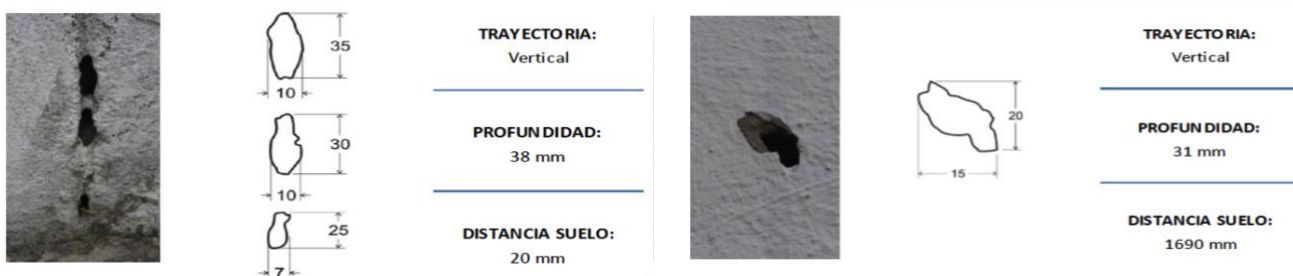 35
10
30
10
25
7
TRAYECTORIA:
Vertical
PROFUNDIDAD:
38 mm
DISTANCIA SUELO:
20 mm
20
15
TRAYECTORIA:
Vertical
PROFUNDIDAD:
31 mm
DISTANCIA SUELO:
1690 mm